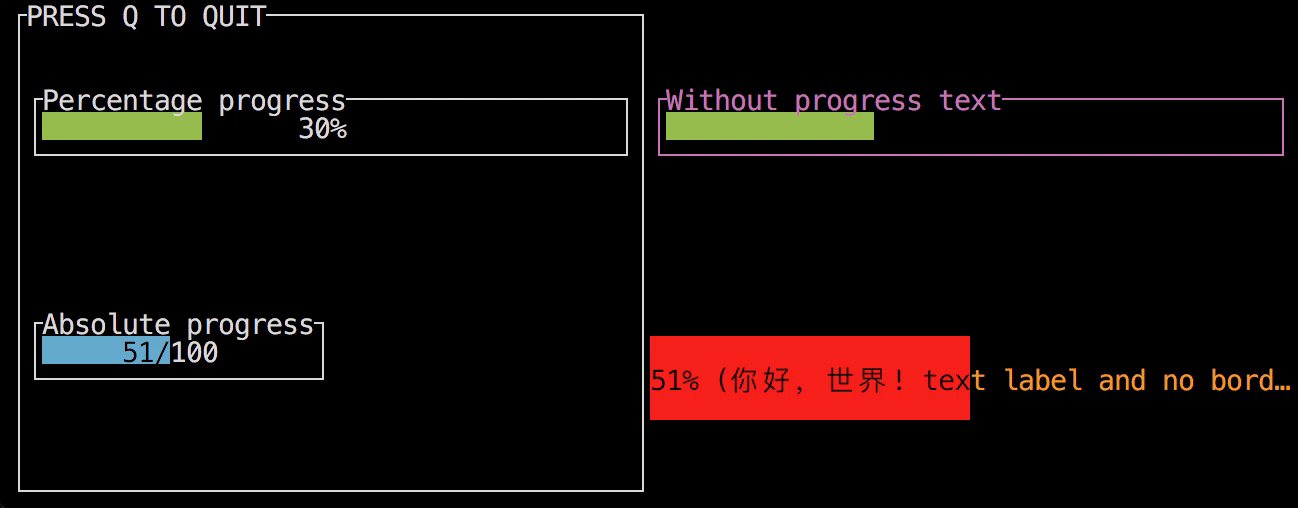 PRESS Q TO QUIT
Percentage progress
30%
Without progress text
Absolute progress
51/100
51% (你好, 世界! text label and no bord…